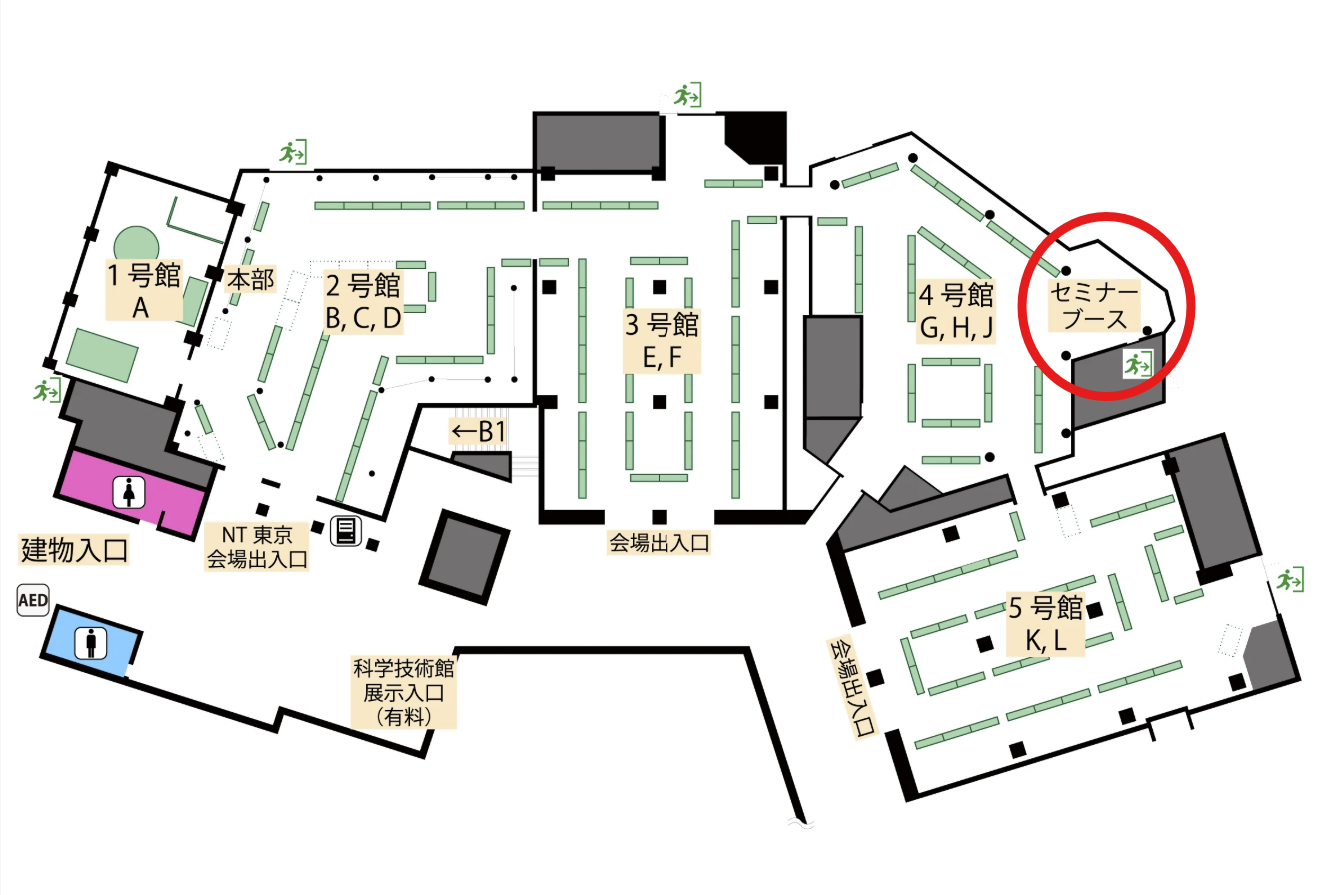 1 号館
A
本部
2 号館
B, C, D
3 号館
E, F
4 号館
G, H, J
セミナー
ブース
←B1
NT 東京
会場出入口
会場出入口
建物入口
AED
5 号館
K, L
会場出入口
科学技術館
展示入口
（有料）